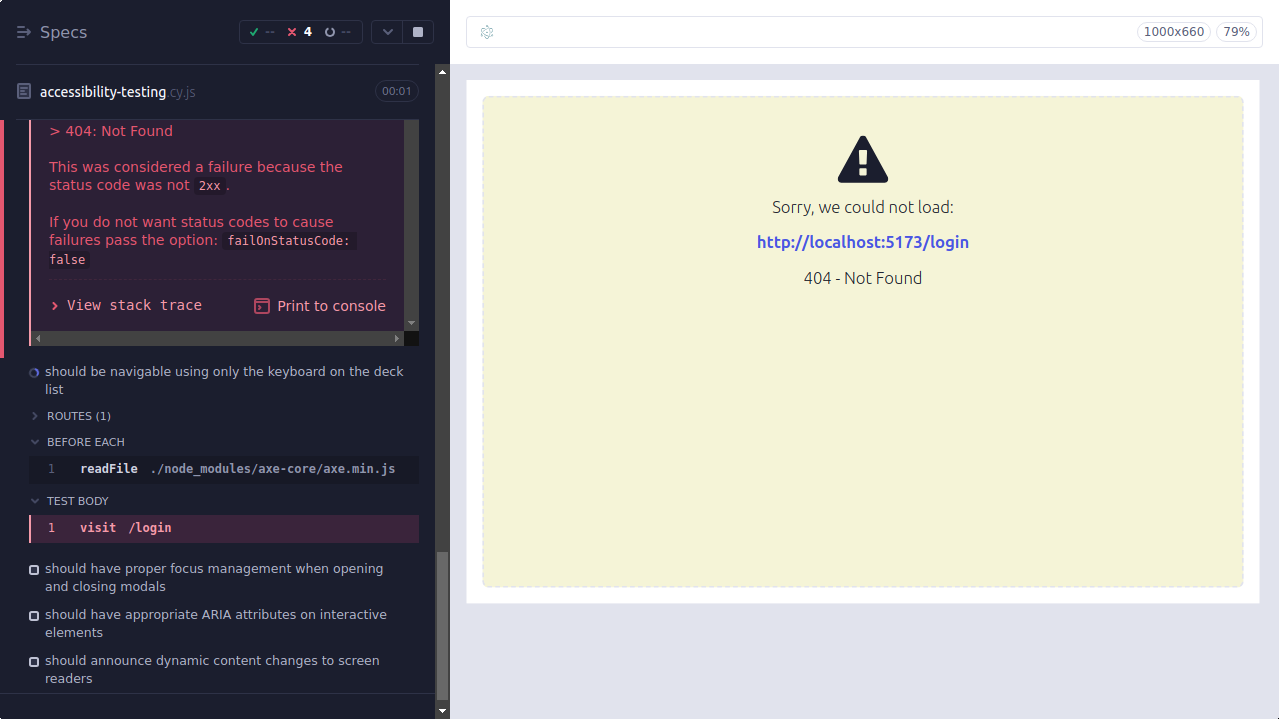 Specs
-- 4 --
accessibility-testing.cy.js 00:01
> 404: Not Found
This was considered a failure because the
status code was not 2xx.
If you do not want status codes to cause
failures pass the option: failOnStatusCode:
false
View stack trace Print to console
should be navigable using only the keyboard on the deck
list
ROUTES (1)
BEFORE EACH
1 readFile ./node_modules/axe-core/axe.min.js
TEST BODY
1 visit /login
should have proper focus management when opening
and closing modals
should have appropriate ARIA attributes on interactive
elements
should announce dynamic content changes to screen
readers
1000x660 79%
Sorry, we could not load:
http://localhost:5173/login
404 - Not Found